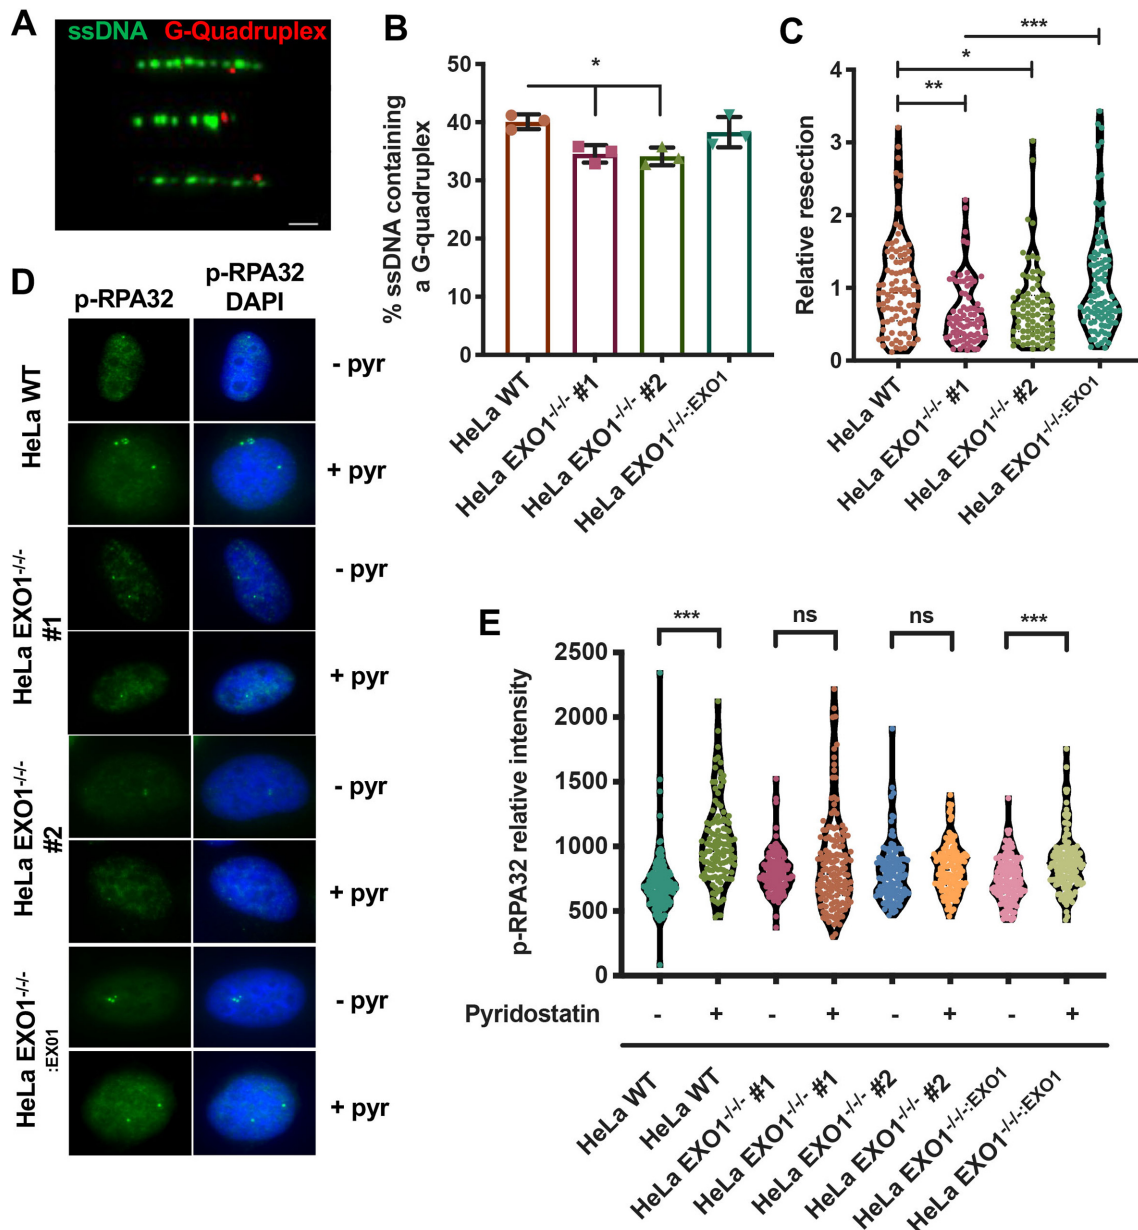 A
ssDNA G-Quadruplex
B
% ssDNA containing
a G-quadruplex
50
40
30
20
10
0
*
HeLa WT
HeLa EXO1-/-/- #1
HeLa EXO1-/-/- #2
HeLa EXO1-/-/-:EXO1
C
Relative resection
4
3
2
1
0
***
*
**
HeLa WT
HeLa EXO1-/-/- #1
HeLa EXO1-/-/- #2
HeLa EXO1-/-/-:EXO1
D
p-RPA32
p-RPA32
DAPI
HeLa WT
- pyr
+ pyr
HeLa EXO1-/-/-
#1
- pyr
+ pyr
HeLa EXO1-/-/-
#2
- pyr
+ pyr
HeLa EXO1-/-/-
:EX01
- pyr
+ pyr
E
p-RPA32 relative intensity
2500
2000
1500
1000
500
0
*** ns ns ***
Pyridostatin - + - + - + - +
HeLa WT
HeLa WT
HeLa EXO1-/-/- #1
HeLa EXO1-/-/- #1
HeLa EXO1-/-/- #2
HeLa EXO1-/-/- #2
HeLa EXO1-/-/-:EXO1
HeLa EXO1-/-/-:EXO1